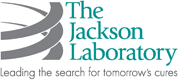 The
Jackson
Laboratory
Leading the search for tomorrow's cures